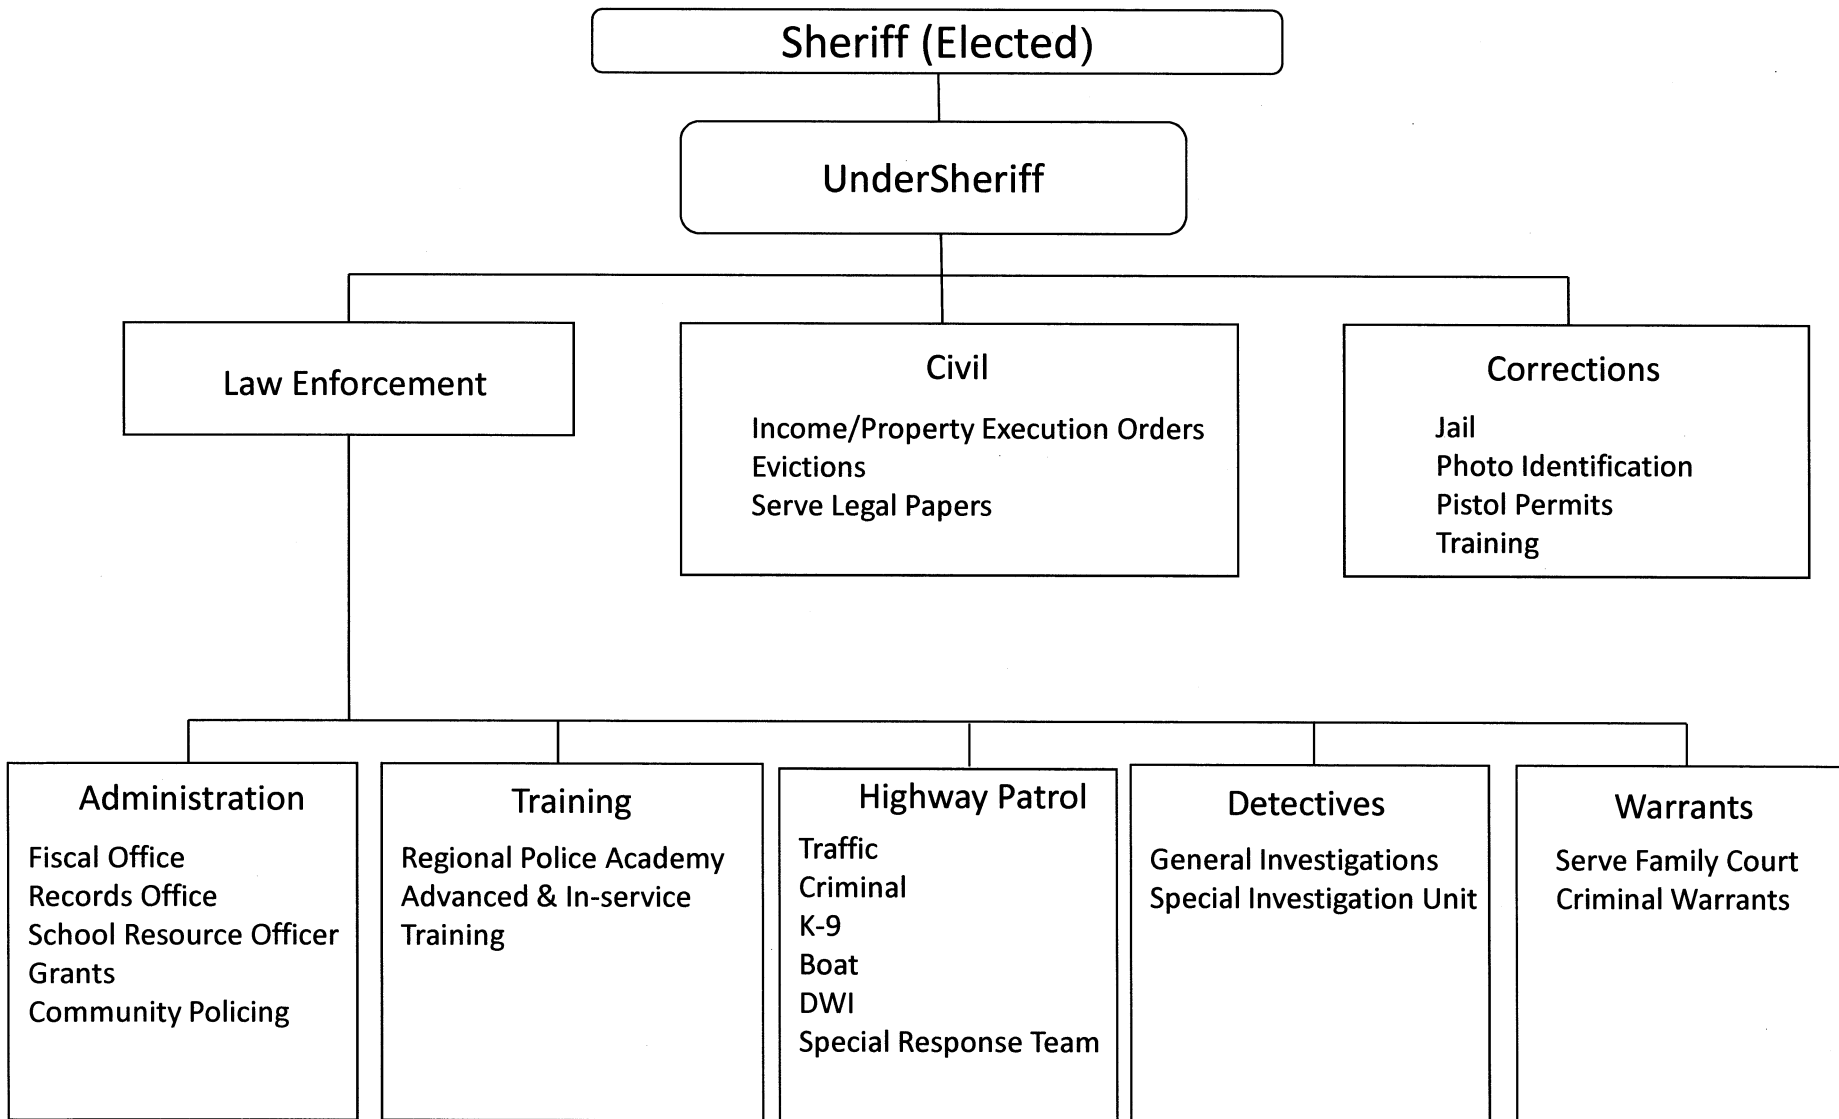 Sheriff (Elected)
UnderSheriff
Law Enforcement
Civil
Income/Property Execution Orders
Evictions
Serve Legal Papers
Corrections
Jail
Photo Identification
Pistol Permits
Training
Administration
Fiscal Office
Records Office
School Resource Officer
Grants
Community Policing
Training
Regional Police Academy
Advanced & In-service
Training
Highway Patrol
Traffic
Criminal
K-9
Boat
DWI
Special Response Team
Detectives
General Investigations
Special Investigation Unit
Warrants
Serve Family Court
Criminal Warrants